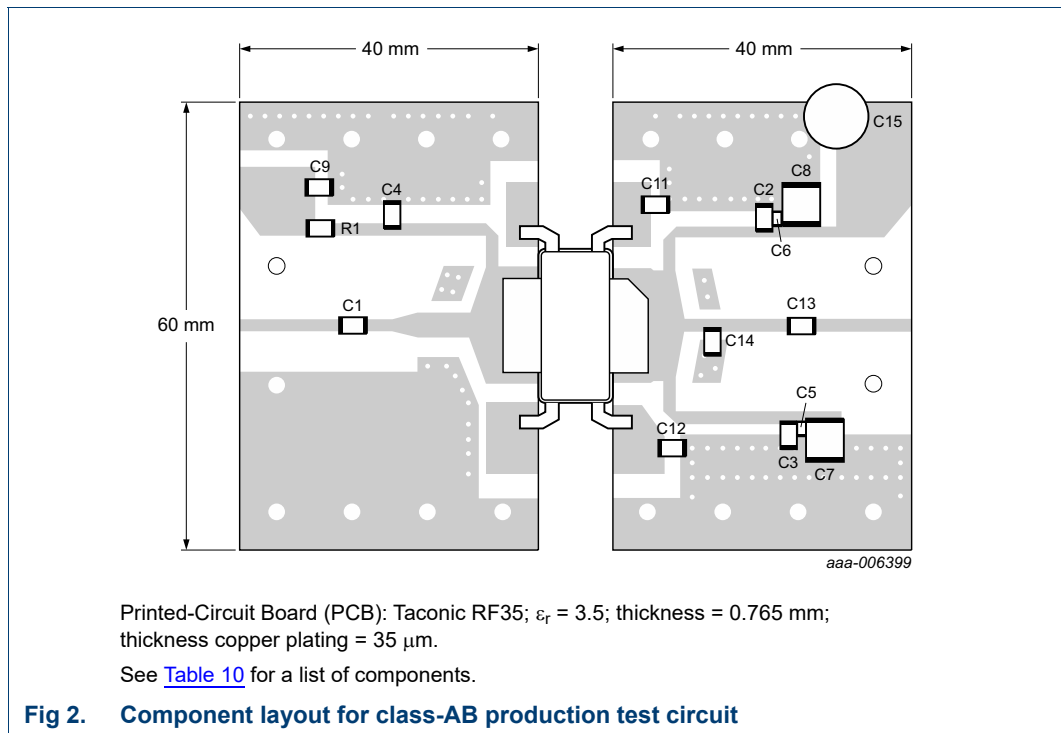 40 mm
40 mm
C15
C9
C8
C4
C11
C2
R1
C6
C1
C13
60 mm
C14
C5
C12
C3
C7
aaa-006399
Printed-Circuit Board (PCB): Taconic RF35; εr = 3.5; thickness = 0.765 mm;
thickness copper plating = 35 μm.
See Table 10 for a list of components.
Fig 2. Component layout for class-AB production test circuit